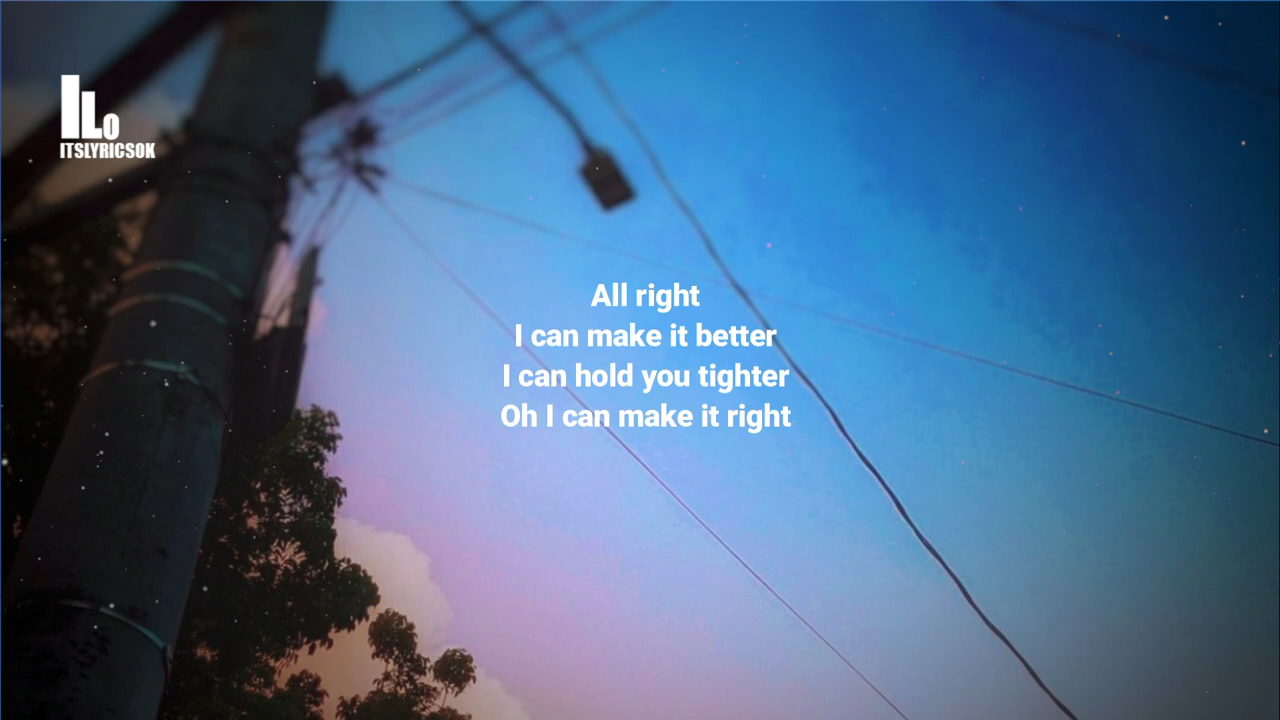 ILO
ITSLYRICSOK
All right
I can make it better
I can hold you tighter
Oh I can make it right